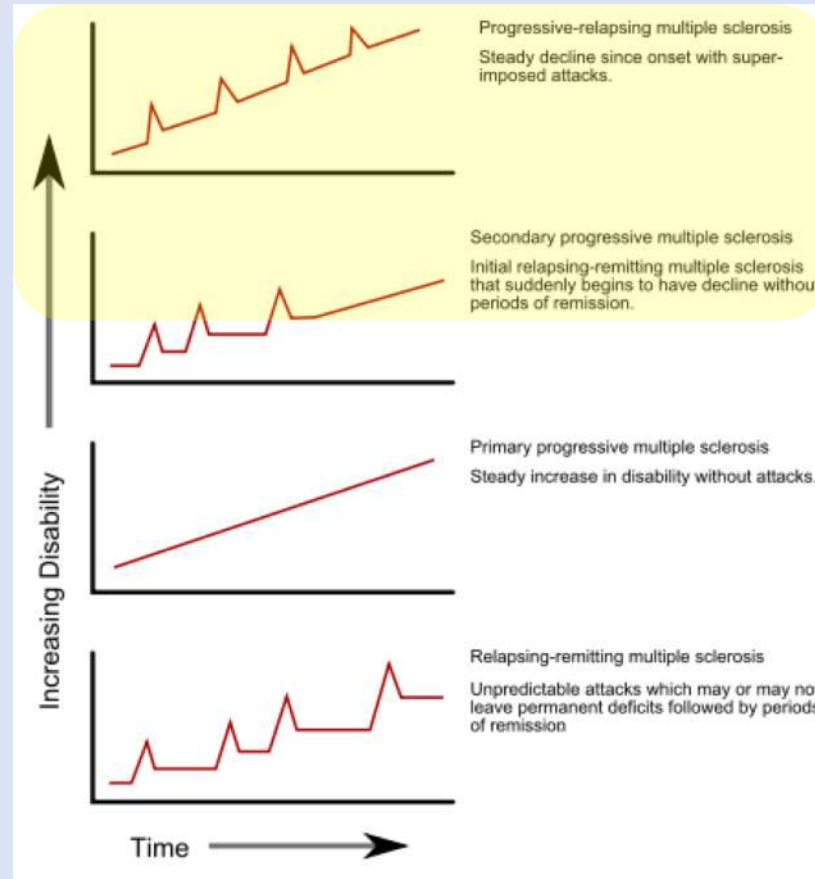 Progressive-relapsing multiple sclerosis
Steady decline since onset with super-
imposed attacks.
Secondary progressive multiple sclerosis
Initial relapsing-remitting multiple sclerosis
that suddenly begins to have decline withou
periods of remission.
Primary progressive multiple sclerosis
Steady increase in disability without attacks.
Relapsing-remitting multiple sclerosis
Unpredictable attacks which may or may no
leave permanent deficits followed by periods
of remission
Increasing Disability
Time